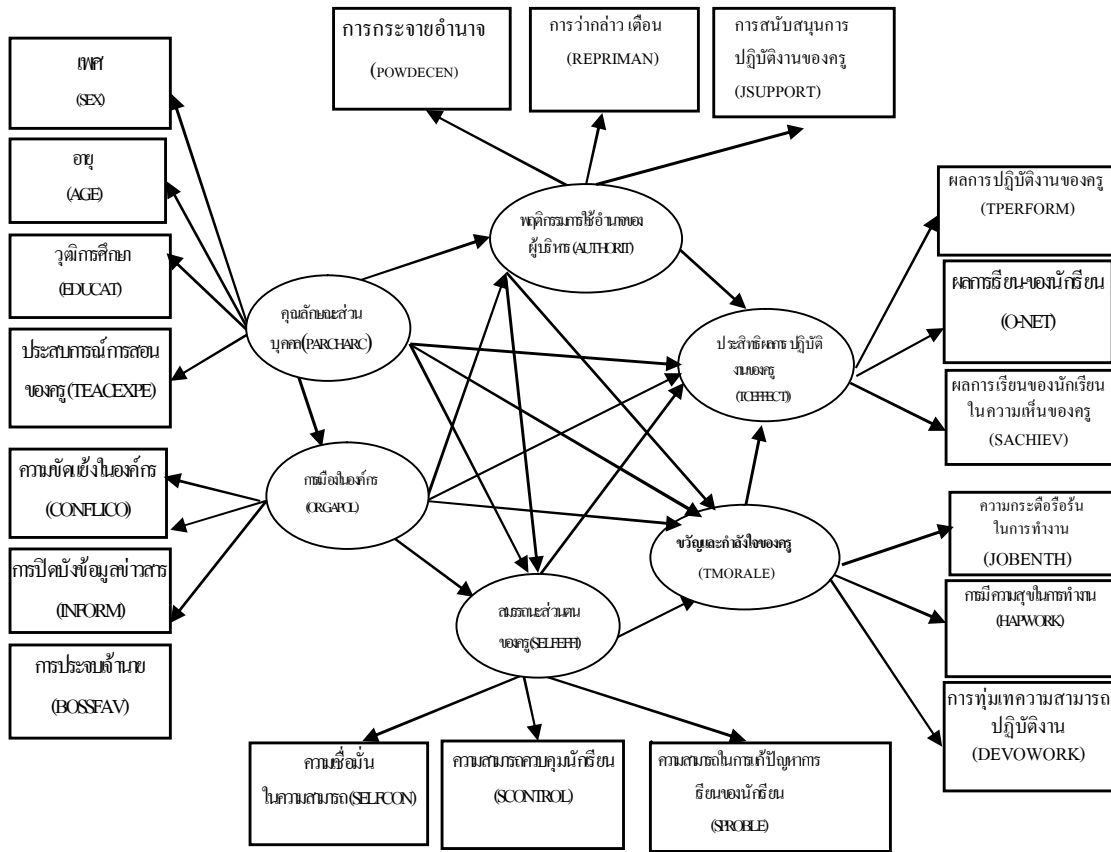 เพศ
(SEX)
อายุ
(AGE)
วุฒิการศึกษา
(EDUCAT)
ประสบการณ์การสอน
ของครู (TEACEXPE)
ความขัดแย้งในองค์กร
(CONFLICO)
การปิดบังข้อมูลข่าวสาร
(INFORM)
การประจบเจ้านาย
(BOSSFAV)
การกระจายอำนาจ
(POWDECEN)
การว่ากล่าว เตือน
(REPRIMAN)
การสนับสนุนการ
ปฏิบัติงานของครู
(JSUPPORT)
พฤติกรรมการใช้อำนาจของ
ผู้บริหาร (AUTHORIT)
คุณลักษณะส่วน
บุคคล (PARCHARC)
การเมืองในองค์กร
(ORGAPOL)
ประสิทธิผลการ ปฏิบัติ
งานของครู
(TCEFFECT)
ขวัญและกำลังใจของครู
(TMORALE)
สมรรถนะส่วนตน
ของครู (SELFEFFI)
ผลการปฏิบัติงานของครู
(TPERFORM)
ผลการเรียน-ของนักเรียน
(O-NET)
ผลการเรียนของนักเรียน
ในความเห็นของครู
(SACHIEV)
ความกระตือรือร้น
ในการทำงาน
(JOBENTH)
การมีความสุขในการทำงาน
(HAPWORK)
การทุ่มเทความสามารถ
ปฏิบัติงาน
(DEVOWORK)
ความเชื่อมั่น
ในความสามารถ (SELFCON)
ความสามารถควบคุมนักเรียน
(SCONTROL)
ความสามารถในการแก้ปัญหาการ
เรียนของนักเรียน
(SPROBLE)